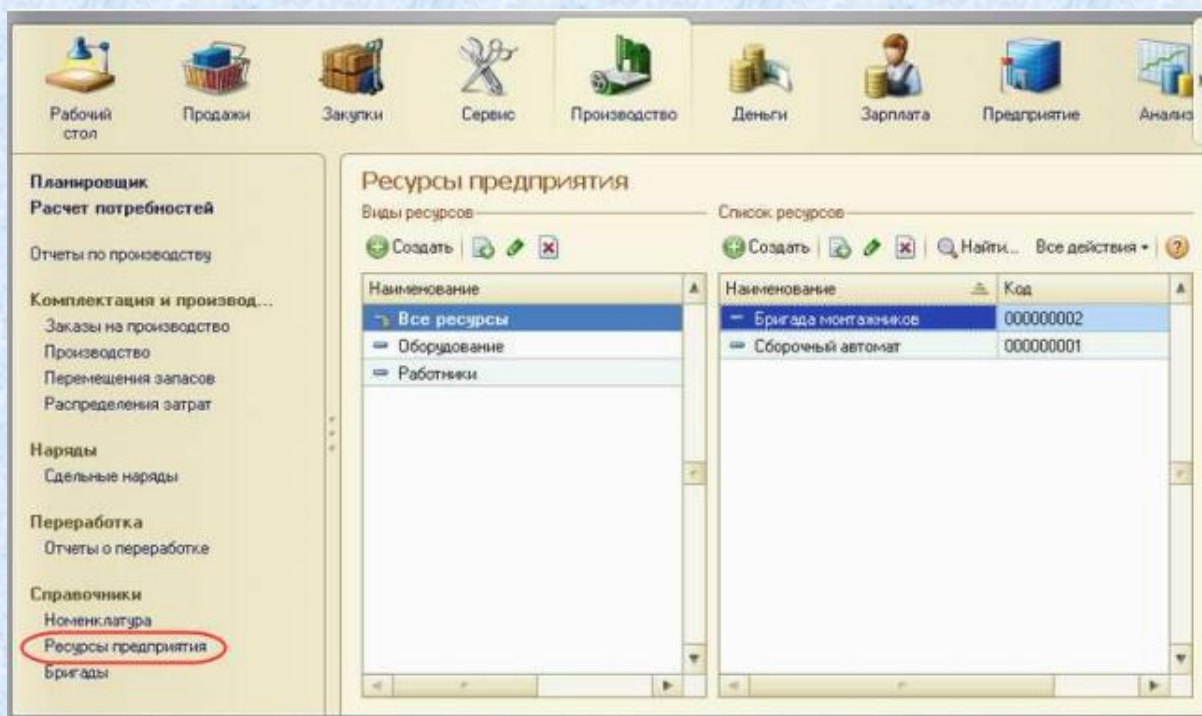 Рабочий
стол
Продажи
Закупки
Сервис
Производство
Деньги
Зарплата
Предприятие
Анализ
Планировщик
Расчет потребностей
Отчеты по производству
Комплектация и производ...
Заказы на производство
Производство
Перемещения запасов
Распределения затрат
Наряды
Сдельные наряды
Переработка
Отчеты о переработке
Справочники
Номенклатура
Ресурсы предприятия
Бригады
Ресурсы предприятия
Виды ресурсов
Создать
Наименование
Все ресурсы
Оборудование
Работники
Список ресурсов
Создать Найти... Все действия
Наименование Код
Бригада монтажников 000000002
Сборочный автомат 000000001